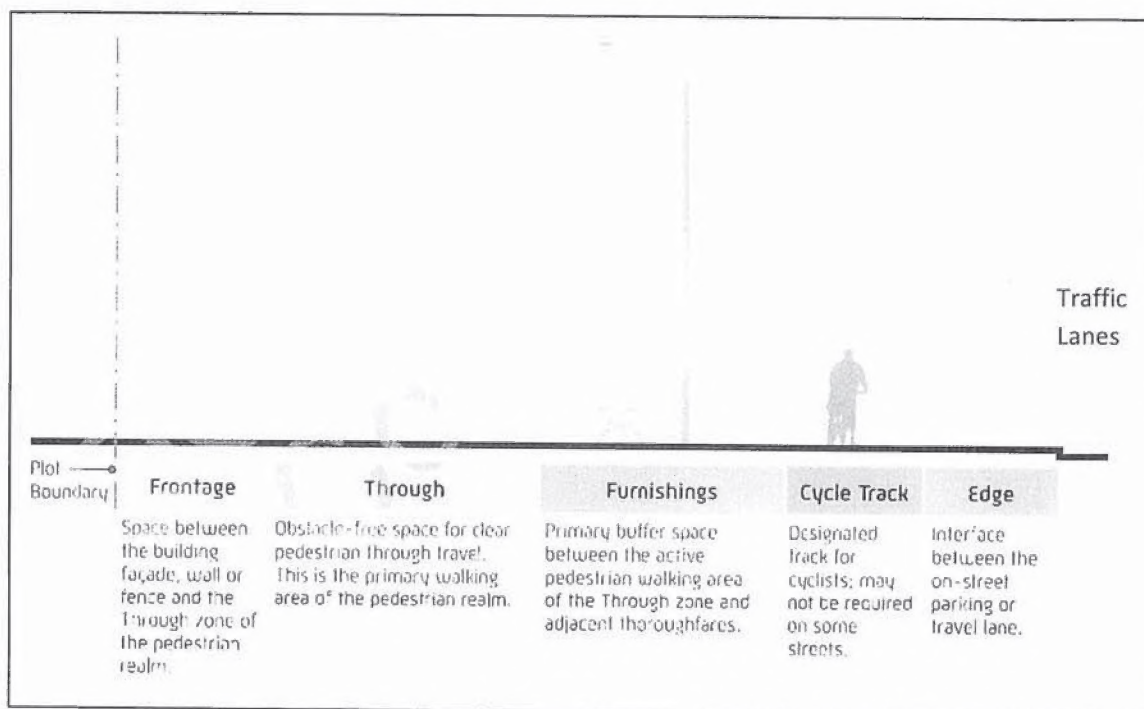 Traffic
Lanes
Plot
Boundary
Frontage
Space between
the building
façade, wall or
fence and the
Through zone of
the pedestrian
realm.
Through
Obstacle-free space for clear
pedestrian through travel.
This is the primary walking
area of the pedestrian realm.
Furnishings
Primary buffer space
between the active
pedestrian walking area
of the Through zone and
adjacent thoroughfares.
Cycle Track
Designated
track for
cyclists; may
not be required
on some
streets.
Edge
Interface
between the
on-street
parking or
travel lane.